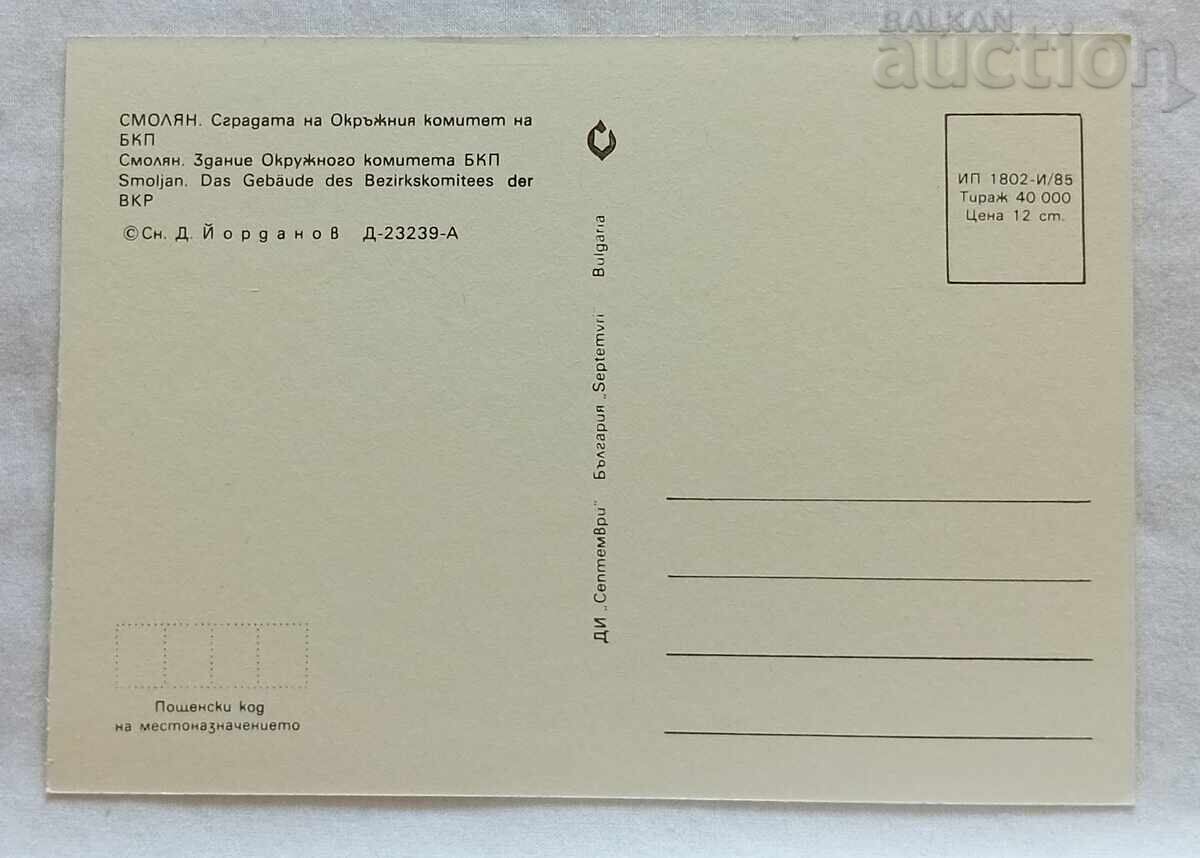 BALKAN
auction
СМОЛЯН. Сградата на Окръжния комитет на
БКП
Смолян. Здание Окружного комитета БКП
Smoljan. Das Gebäude des Bezirkskomitees der
BKP
© Сн. Д. Йорданов Д-23239-А
ДИ „Септември" България „Septemvri" Bulgaria
ИП 1802-И/85
Тираж 40 000
Цена 12 ст.
Пощенски код
на местоназначението